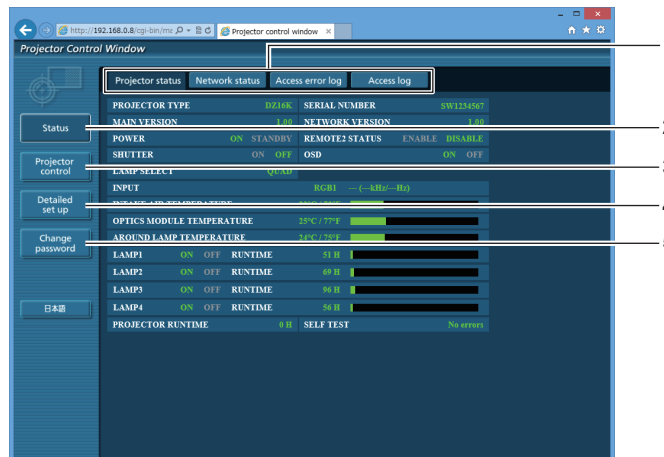 http://192.168.0.8/cgi-bin/ma
Projector control window
Projector Control Window
Projector status Network status Access error log Access log
PROJECTOR TYPE DZ16K SERIAL NUMBER SW1234567
MAIN VERSION 1.00 NETWORK VERSION 1.00
POWER ON STANDBY REMOTE2 STATUS ENABLE DISABLE
SHUTTER ON OFF OSD ON OFF
LAMP SELECT QUAD
INPUT RGB1 — (—kHz/—Hz)
INTAKE AIR TEMPERATURE
OPTICS MODULE TEMPERATURE 25°C / 77°F
AROUND LAMP TEMPERATURE 24°C / 75°F
LAMP1 ON OFF RUNTIME 51 H
LAMP2 ON OFF RUNTIME 69 H
LAMP3 ON OFF RUNTIME 96 H
LAMP4 ON OFF RUNTIME 56 H
PROJECTOR RUNTIME 0 H SELF TEST No errors
Status
Projector
control
Detailed
set up
Change
password
日本語